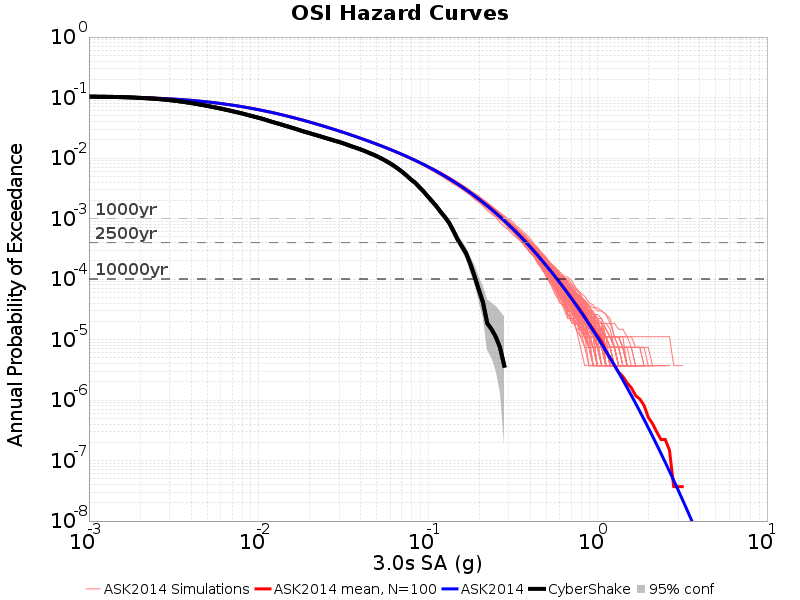 OSI Hazard Curves
Annual Probability of Exceedance
10^0
10^-1
10^-2
10^-3
10^-4
10^-5
10^-6
10^-7
10^-8
1000yr
2500yr
10000yr
10^-3 10^-2 10^-1 10^0 10^1
3.0s SA (g)
ASK2014 Simulations ASK2014 mean, N=100 ASK2014 CyberShake 95% conf